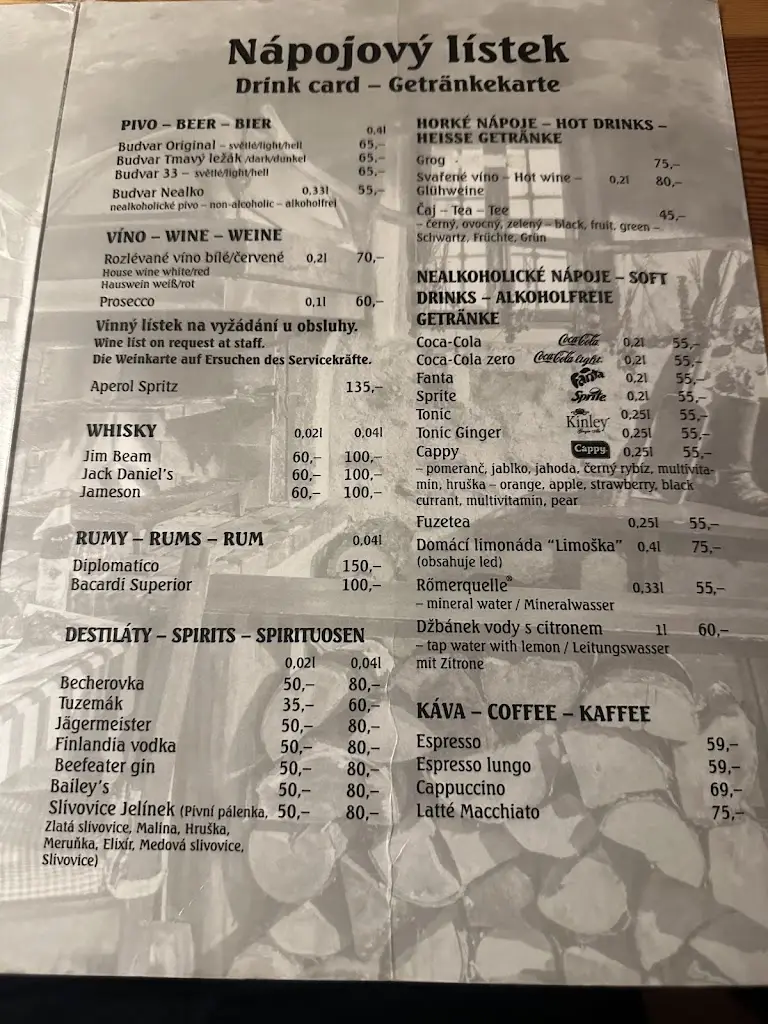 Nápojový lístek
Drink card – Getränkekarte
PIVO – BEER – BIER
0,4l
Budvar Original – světlé/light/hell 65,–
Budvar Tmavý ležák /dark/dunkel 65,–
Budvar 33 – světlé/light/hell 65,–
Budvar Nealko 0,33l 55,–
nealkoholické pivo – non-alcoholic – alkoholfrei
VÍNO – WINE – WEINE
Rozlévané víno bílé/červené 0,2l 70,–
House wine white/red
Hauswein weiß/rot
Prosecco 0,1l 60,–
Vinný lístek na vyžádání u obsluhy.
Wine list on request at staff.
Die Weinkarte auf Ersuchen des Servicekräfte.
Aperol Spritz 135,–
WHISKY 0,02l 0,04l
Jim Beam 60,– 100,–
Jack Daniel's 60,– 100,–
Jameson 60,– 100,–
RUMY – RUMS – RUM 0,04l
Diplomatico 150,–
Bacardi Superior 100,–
DESTILÁTY – SPIRITS – SPIRITUOSEN
0,02l 0,04l
Becherovka 50,– 80,–
Tuzemák 35,– 60,–
Jägermeister 50,– 80,–
Finlandia vodka 50,– 80,–
Beefeater gin 50,– 80,–
Bailey's 50,– 80,–
Slivovice Jelínek (Pivní pálenka, 50,– 80,–
Zlatá slivovice, Malina, Hruška,
Meruňka, Elixír, Medová slivovice,
Slivovice)
HORKÉ NÁPOJE – HOT DRINKS –
HEISSE GETRÄNKE
Grog 75,–
Svařené víno – Hot wine – 0,2l 80,–
Glühweine
Čaj – Tea – Tee 45,–
– černý, ovocný, zelený – black, fruit, green –
Schwartz, Früchte, Grün
NEALKOHOLICKÉ NÁPOJE – SOFT
DRINKS – ALKOHOLFREIE
GETRÄNKE
Coca-Cola Coca-Cola 0,2l 55,–
Coca-Cola zero Coca-Cola light 0,2l 55,–
Fanta Fanta 0,2l 55,–
Sprite Sprite 0,2l 55,–
Tonic Kinley 0,25l 55,–
Tonic Ginger 0,25l 55,–
Cappy Cappy 0,25l 55,–
– pomeranč, jablko, jahoda, černý rybíz, multivita-
min, hruška – orange, apple, strawberry, black
currant, multivitamin, pear
Fuzetea 0,25l 55,–
Domácí limonáda "Limoška" 0,4l 75,–
(obsahuje led)
Rőmerquelle® 0,33l 55,–
– mineral water / Mineralwasser
Džbánek vody s citronem 1l 60,–
– tap water with lemon / Leitungswasser
mit Zitrone
KÁVA – COFFEE – KAFFEE
Espresso 59,–
Espresso lungo 59,–
Cappuccino 69,–
Latté Macchiato 75,–